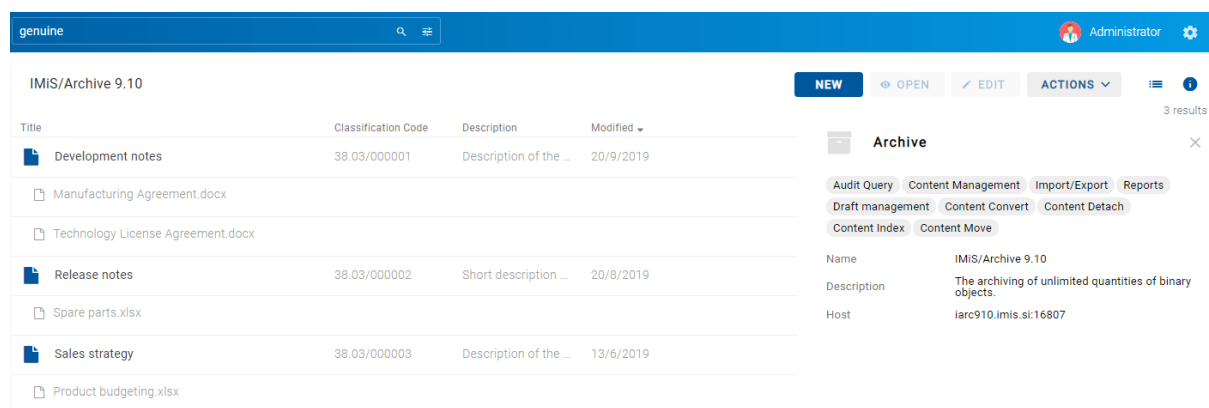 genuine
Administrator
IMiS/Archive 9.10
NEW OPEN EDIT ACTIONS
3 results
Title Classification Code Description Modified
Development notes 38.03/000001 Description of the ... 20/9/2019
Manufacturing Agreement.docx
Technology License Agreement.docx
Release notes 38.03/000002 Short description ... 20/8/2019
Spare parts.xlsx
Sales strategy 38.03/000003 Description of the ... 13/6/2019
Product budgeting.xlsx
Archive
Audit Query Content Management Import/Export Reports
Draft management Content Convert Content Detach
Content Index Content Move
Name IMiS/Archive 9.10
Description The archiving of unlimited quantities of binary
objects.
Host iarc910.imis.si:16807